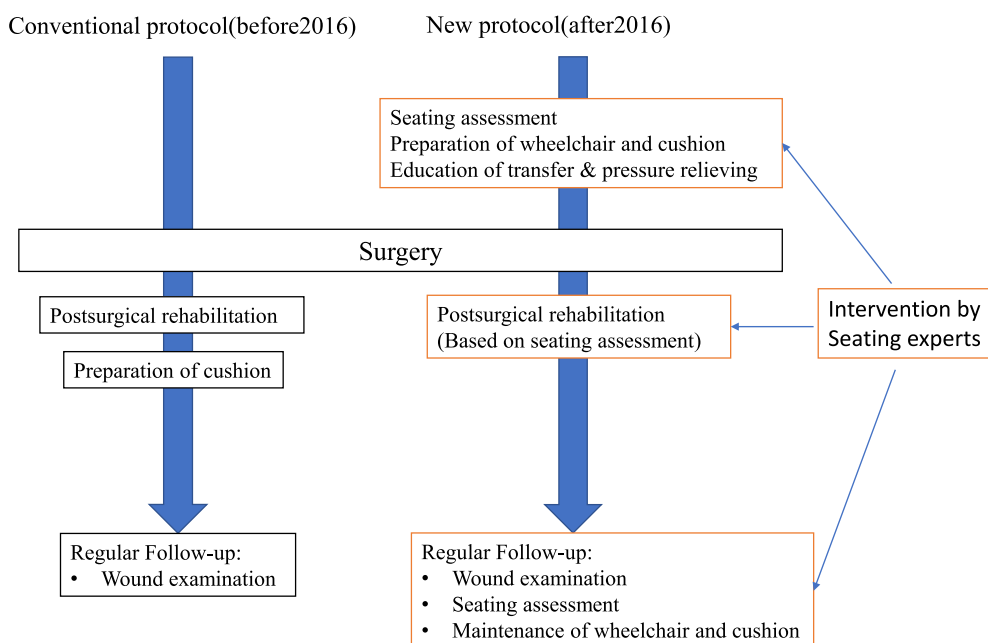 Conventional protocol(before2016)
New protocol(after2016)
Seating assessment
Preparation of wheelchair and cushion
Education of transfer & pressure relieving
Surgery
Postsurgical rehabilitation
Preparation of cushion
Postsurgical rehabilitation
(Based on seating assessment)
Intervention by
Seating experts
Regular Follow-up:
• Wound examination
Regular Follow-up:
• Wound examination
• Seating assessment
• Maintenance of wheelchair and cushion